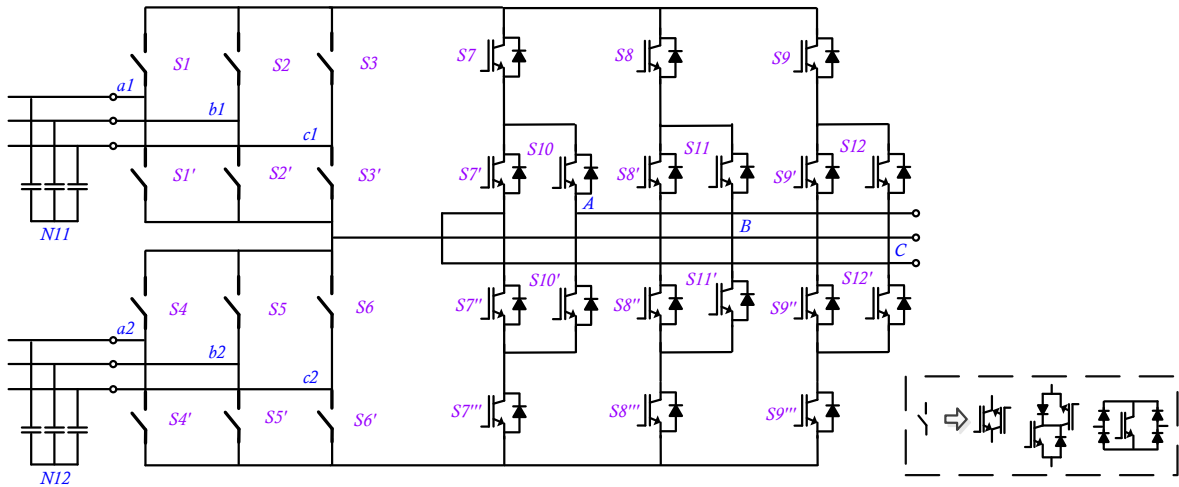 S1 S2 S3 S7 S8 S9
a1
b1
c1
S10 S11 S12
S1' S2' S3' S7' S8' S9'
A
N11
B
C
S10' S11' S12'
S4 S5 S6 S7'' S8'' S9''
a2
b2
c2
S4' S5' S6' S7''' S8''' S9'''
N12